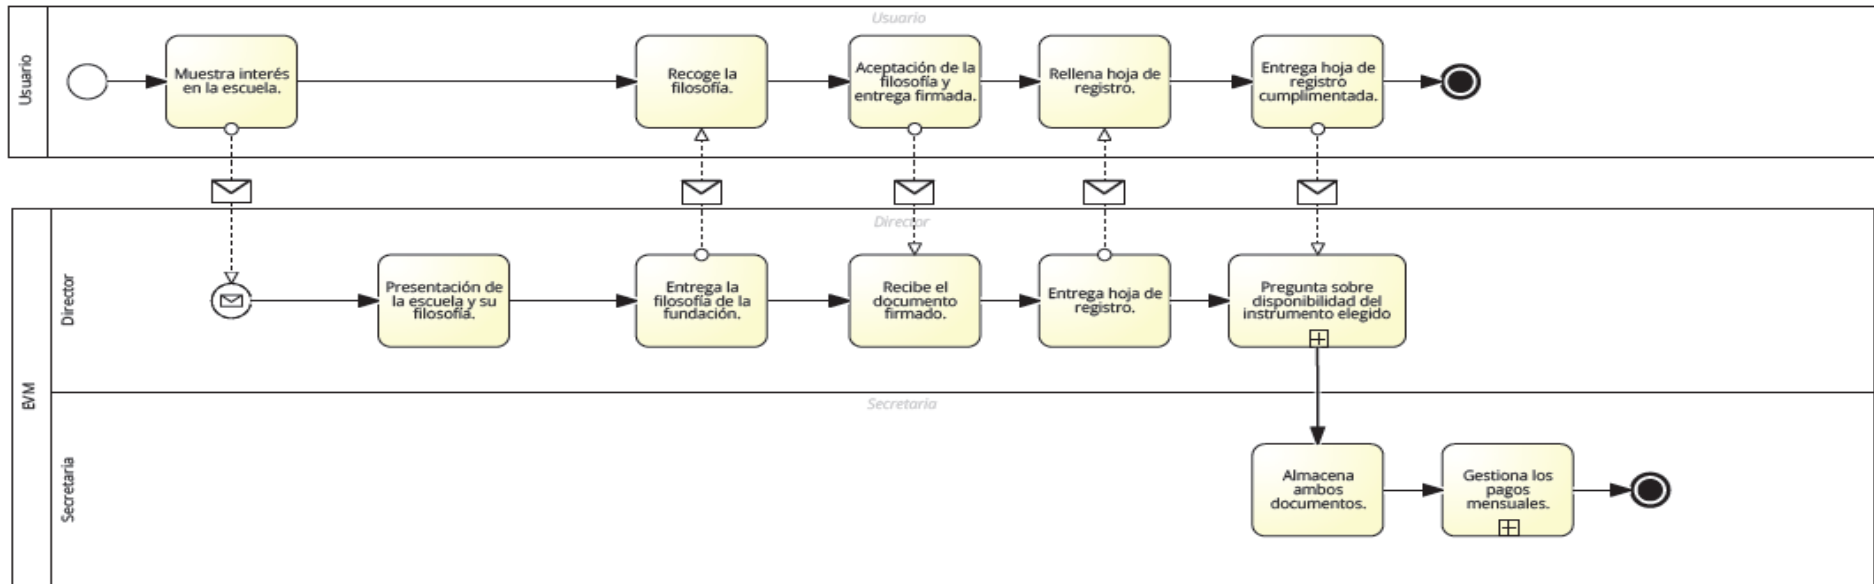 Usuario
Usuario
Muestra interés
en la escuela.
Recoge la
filosofía.
Aceptación de la
filosofía y
entrega firmada.
Rellena hoja de
registro.
Entrega hoja de
registro
cumplimentada.
EVM
Director
Director
Presentación de
la escuela y su
filosofía.
Entrega la
filosofía de la
fundación.
Recibe el
documento
firmado.
Entrega hoja de
registro.
Pregunta sobre
disponibilidad del
instrumento elegido
Secretaria
Secretaria
Almacena
ambos
documentos.
Gestiona los
pagos
mensuales.